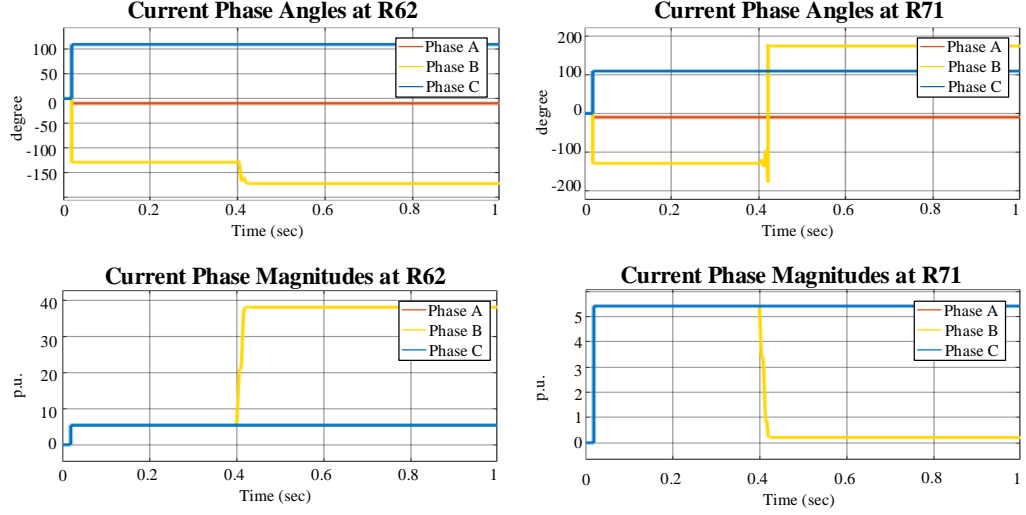 Current Phase Angles at R62
100
50
0
-50
-100
-150
degree
0
0.2
0.4
0.6
0.8
1
Time (sec)
Phase A
Phase B
Phase C
Current Phase Angles at R71
200
100
0
-100
-200
degree
0
0.2
0.4
0.6
0.8
1
Time (sec)
Phase A
Phase B
Phase C
Current Phase Magnitudes at R62
40
30
20
10
0
p.u.
0
0.2
0.4
0.6
0.8
1
Time (sec)
Phase A
Phase B
Phase C
Current Phase Magnitudes at R71
5
4
3
2
1
0
p.u.
0
0.2
0.4
0.6
0.8
1
Time (sec)
Phase A
Phase B
Phase C